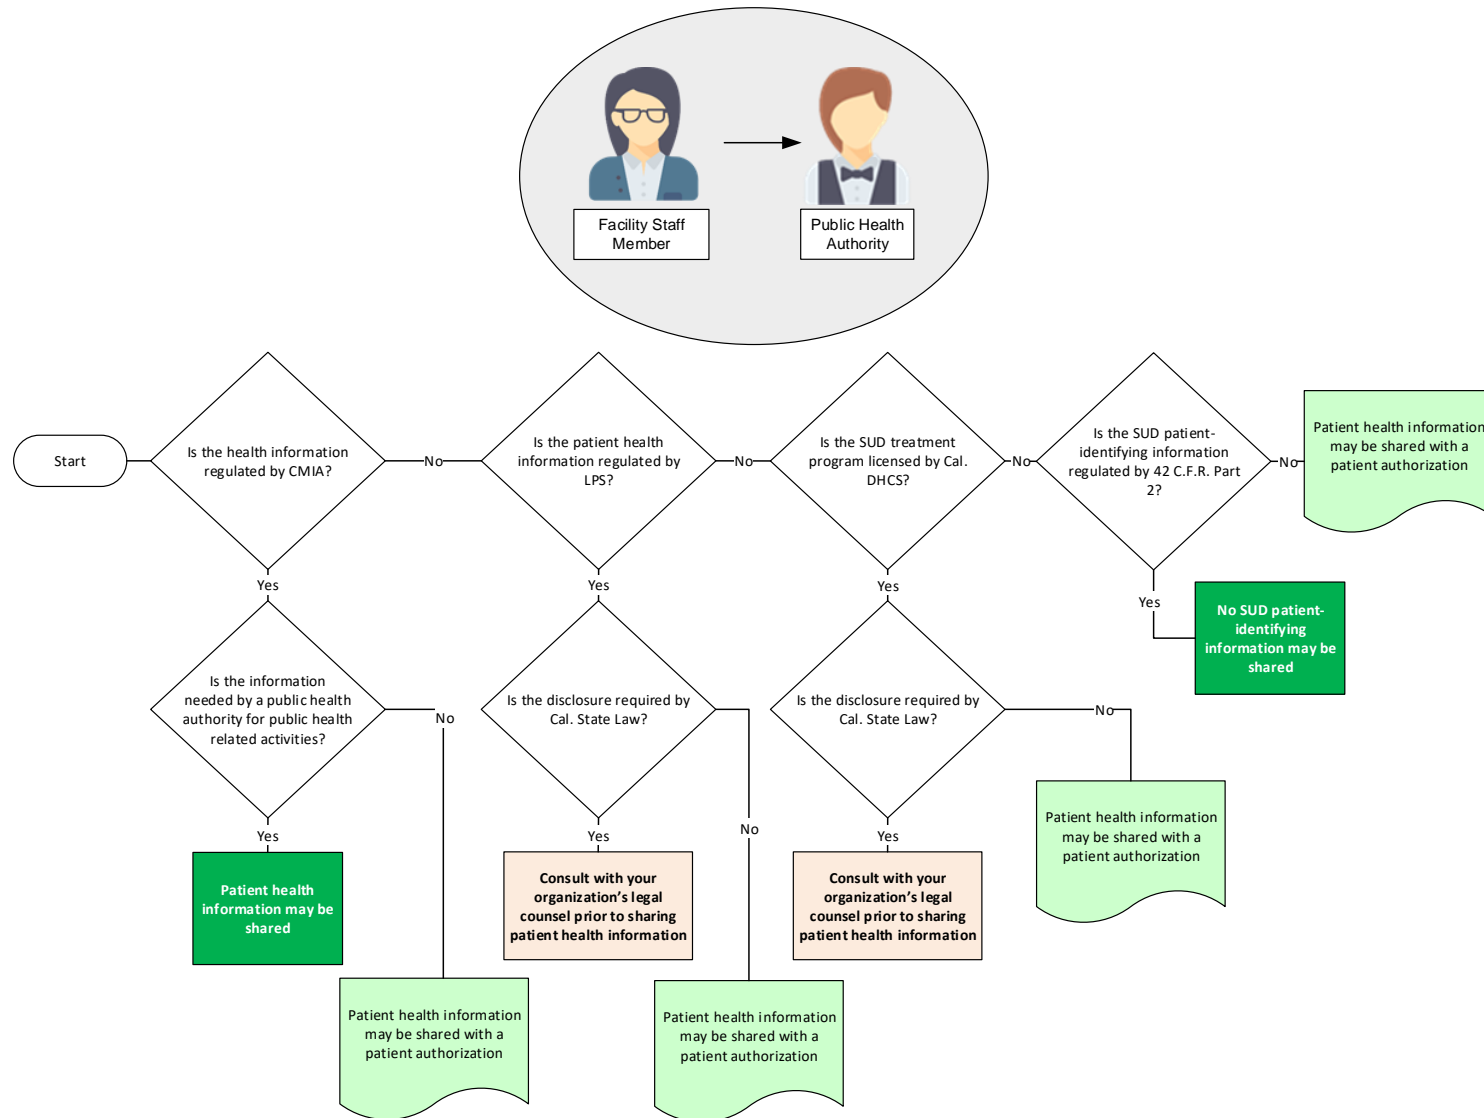 Facility Staff
Member
Public Health
Authority
Start
Is the health information
regulated by CMIA?
No
Is the patient health
information regulated by
LPS?
No
Is the SUD treatment
program licensed by Cal.
DHCS?
No
Is the SUD patient-
identifying information
regulated by 42 C.F.R. Part
2?
No
Patient health information
may be shared with a
patient authorization
Yes
Yes
Yes
Yes
No SUD patient-
identifying
information may be
shared
Is the information
needed by a public health
authority for public health
related activities?
No
Is the disclosure required by
Cal. State Law?
No
Is the disclosure required by
Cal. State Law?
No
Patient health information
may be shared with a
patient authorization
Yes
Yes
Yes
Patient health
information may be
shared
Consult with your
organization’s legal
counsel prior to sharing
patient health information
Consult with your
organization’s legal
counsel prior to sharing
patient health information
Patient health information
may be shared with a
patient authorization
Patient health information
may be shared with a
patient authorization